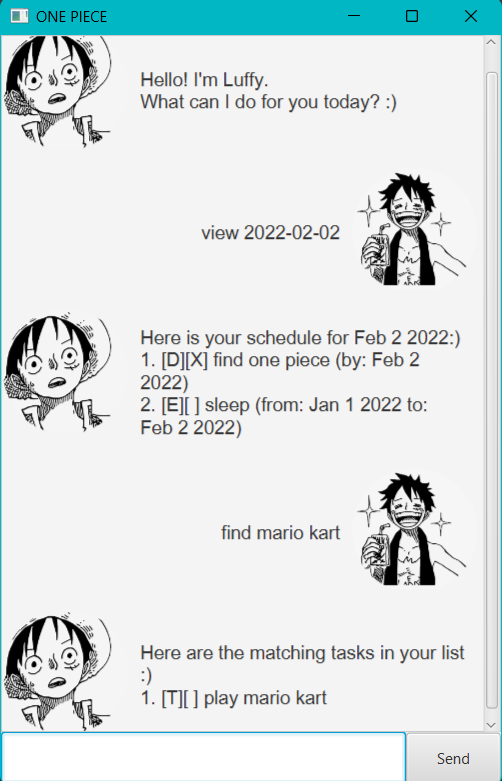 ONE PIECE
Hello! I'm Luffy.
What can I do for you today? :)
view 2022-02-02
Here is your schedule for Feb 2 2022:)
1. [D][X] find one piece (by: Feb 2
2022)
2. [E][ ] sleep (from: Jan 1 2022 to:
Feb 2 2022)
find mario kart
Here are the matching tasks in your list
:)
1. [T][ ] play mario kart
Send